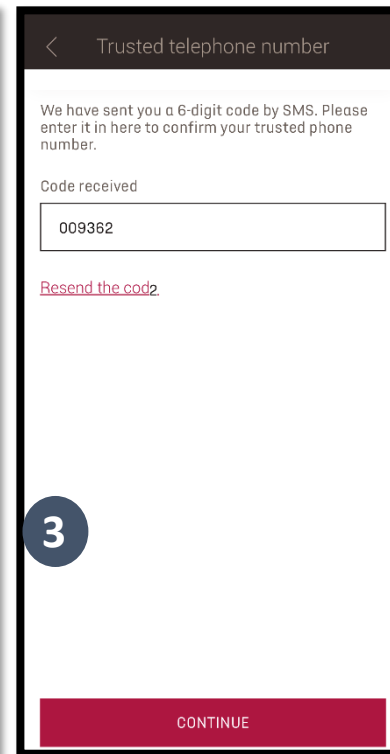 Trusted telephone number
We have sent you a 6-digit code by SMS. Please
enter it in here to confirm your trusted phone
number.
Code received
009362
Resend the cod2.
3
CONTINUE